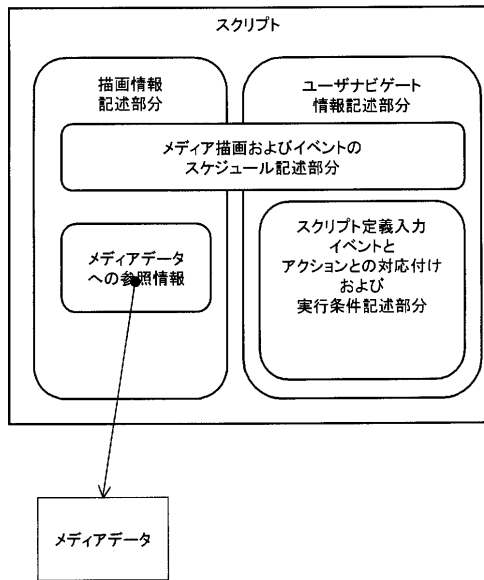 スクリプト
描画情報
記述部分
ユーザナビゲート
情報記述部分
メディア描画およびイベントの
スケジュール記述部分
メディアデータ
への参照情報
スクリプト定義入力
イベントと
アクションとの対応付け
および
実行条件記述部分
メディアデータ